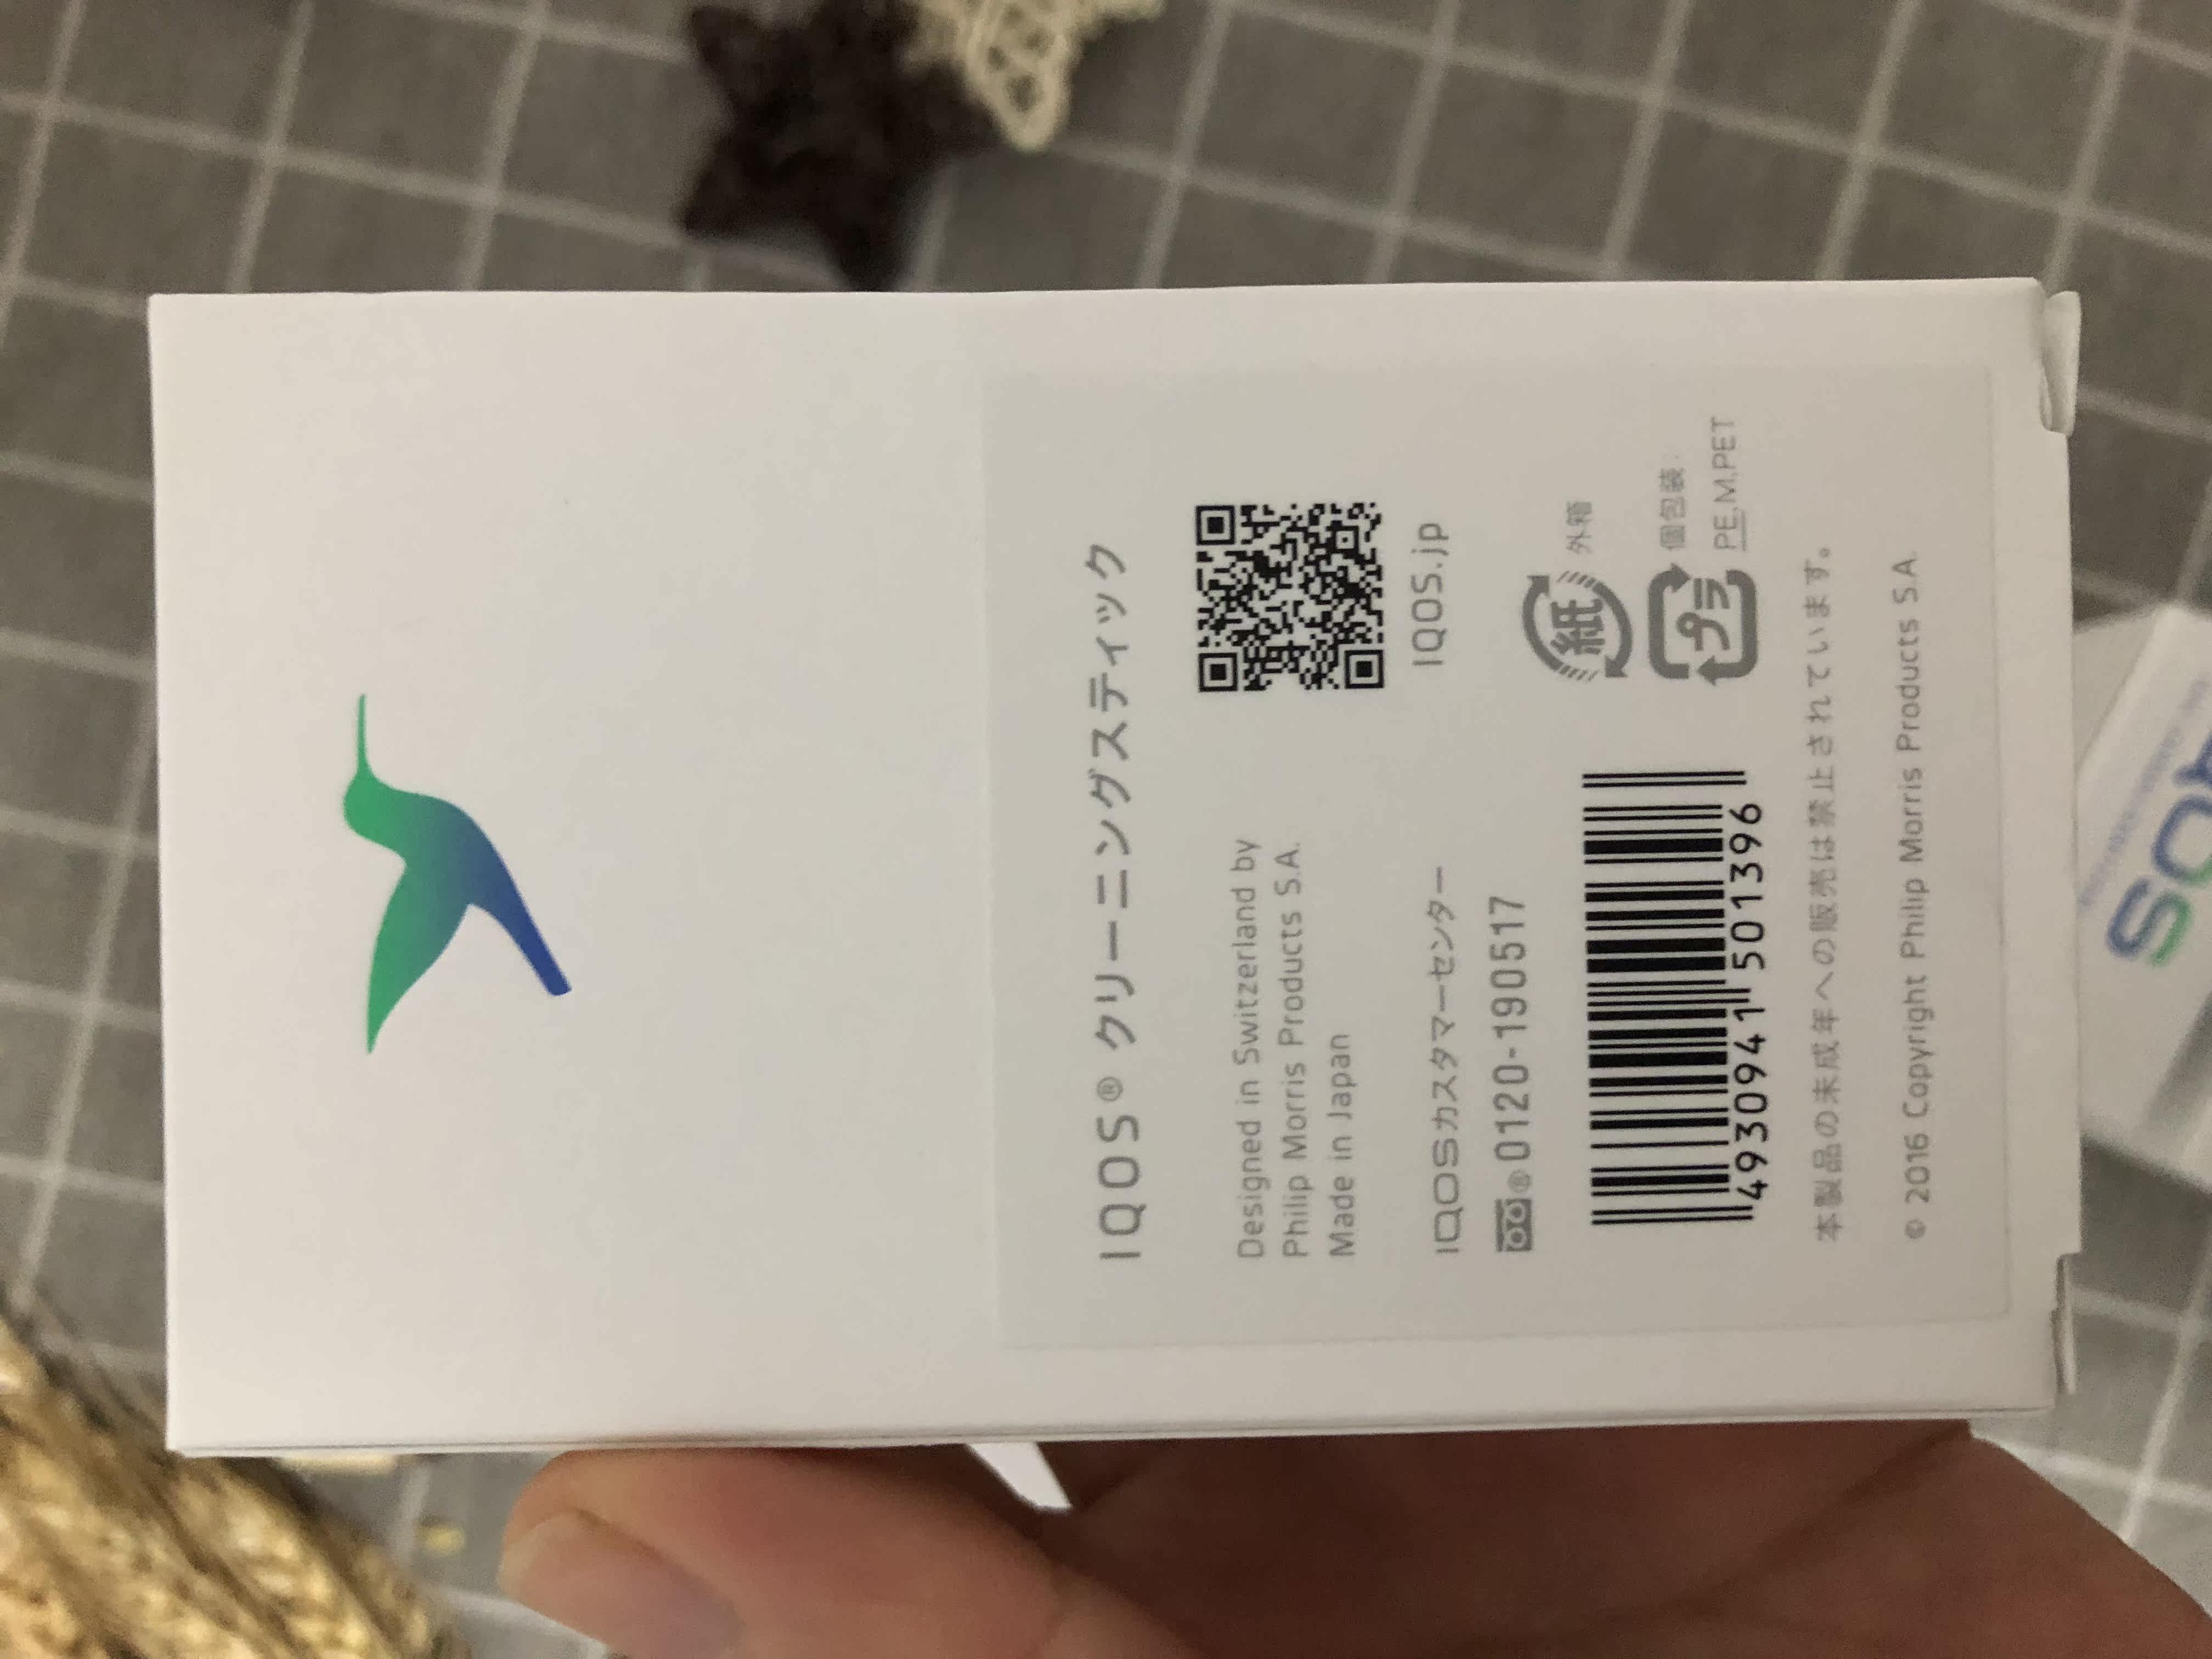 IQOS® クリーニングスティック
Designed in Switzerland by
Philip Morris Products S.A.
Made in Japan
IQOS.jp
IQOSカスタマーセンター
®0120-190517
紙 外箱
プラ 個包装:
PE,M,PET
4930941501396
本製品の未成年への販売は禁止されています。
© 2016 Copyright Philip Morris Products S.A.